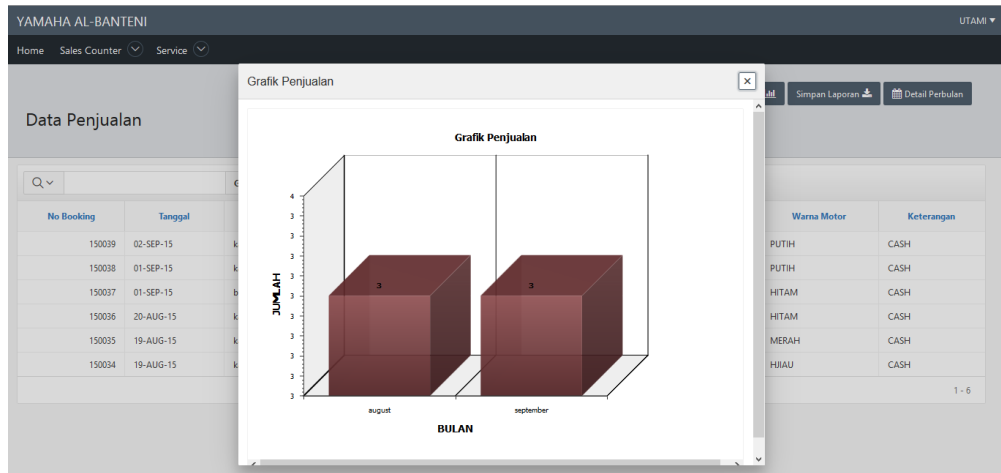 YAMAHA AL-BANTENI
UTAMI
Home Sales Counter Service
Grafik Penjualan
Simpan Laporan
Detail Perbulan
Data Penjualan
Grafik Penjualan
4
3
3
3
3
3
3
3
3
3
3
JUMLAH
3
3
august
september
BULAN
No Booking Tanggal Warna Motor Keterangan
150039 02-SEP-15 PUTIH CASH
150038 01-SEP-15 PUTIH CASH
150037 01-SEP-15 HITAM CASH
150036 20-AUG-15 HITAM CASH
150035 19-AUG-15 MERAH CASH
150034 19-AUG-15 HJIAU CASH
1 - 6